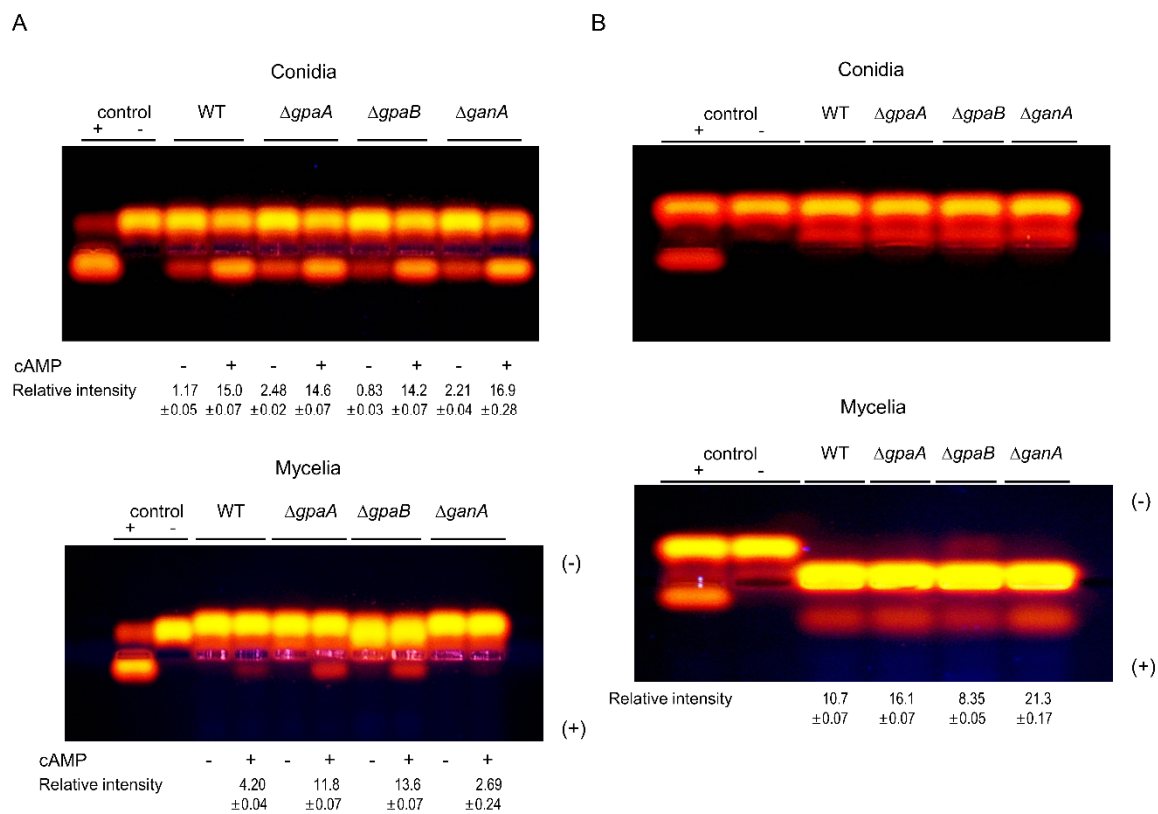 A
Conidia
control WT ΔgpaA ΔgpaB ΔganA
+ -
cAMP - + - + - + - +
Relative intensity 1.17 15.0 2.48 14.6 0.83 14.2 2.21 16.9
±0.05 ±0.07 ±0.02 ±0.07 ±0.03 ±0.07 ±0.04 ±0.28
Mycelia
control WT ΔgpaA ΔgpaB ΔganA
+ -
(-)
(+)
cAMP - + - + - + - +
Relative intensity 4.20 11.8 13.6 2.69
±0.04 ±0.07 ±0.07 ±0.24
B
Conidia
control WT ΔgpaA ΔgpaB ΔganA
+ -
Mycelia
control WT ΔgpaA ΔgpaB ΔganA
+ -
(-)
(+)
Relative intensity 10.7 16.1 8.35 21.3
±0.07 ±0.07 ±0.05 ±0.17